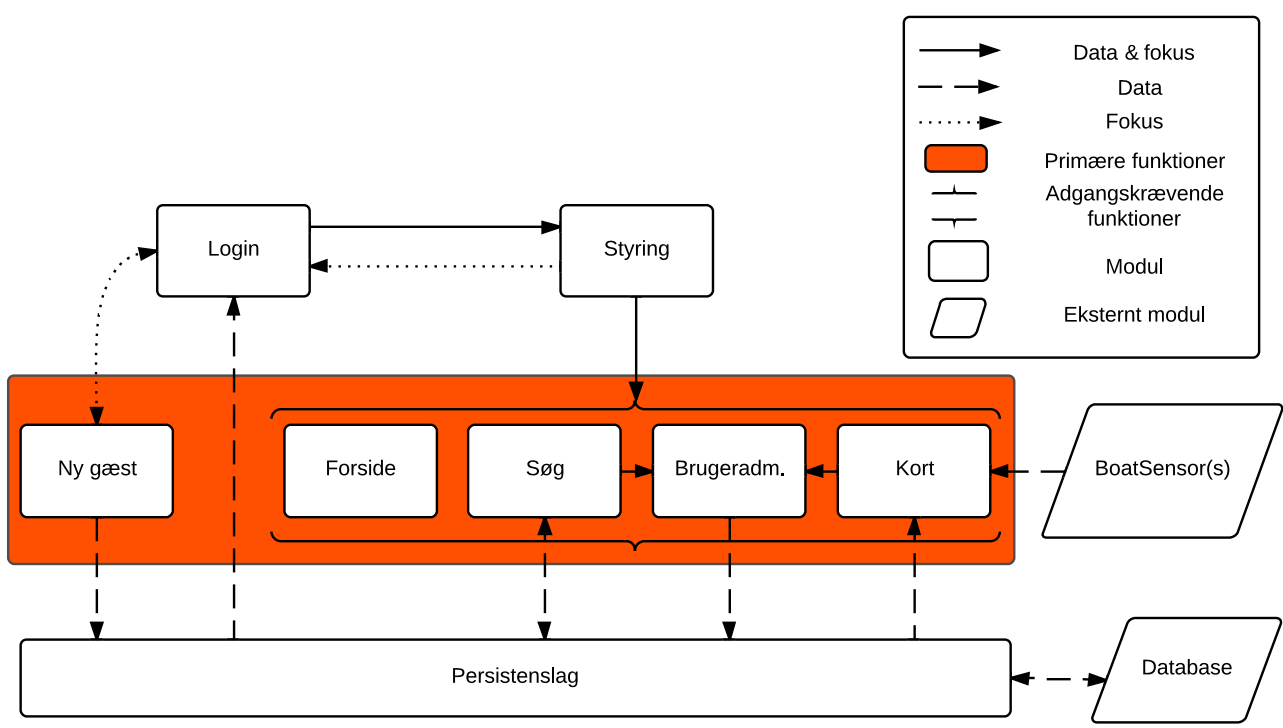 Data & fokus
Data
Fokus
Primære funktioner
Adgangskrævende
funktioner
Modul
Eksternt modul
Login
Styring
Ny gæst
Forside
Søg
Brugeradm.
Kort
BoatSensor(s)
Persistenslag
Database